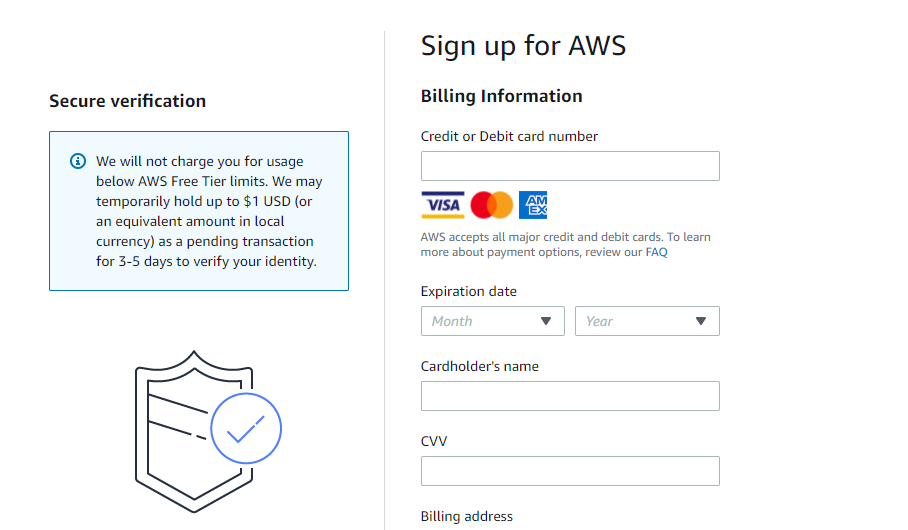 Sign up for AWS
Secure verification
We will not charge you for usage
below AWS Free Tier limits. We may
temporarily hold up to $1 USD (or
an equivalent amount in local
currency) as a pending transaction
for 3-5 days to verify your identity.
Billing Information
Credit or Debit card number
VISA
AM
EX
AWS accepts all major credit and debit cards. To learn
more about payment options, review our FAQ
Expiration date
Month
Year
Cardholder's name
CVV
Billing address